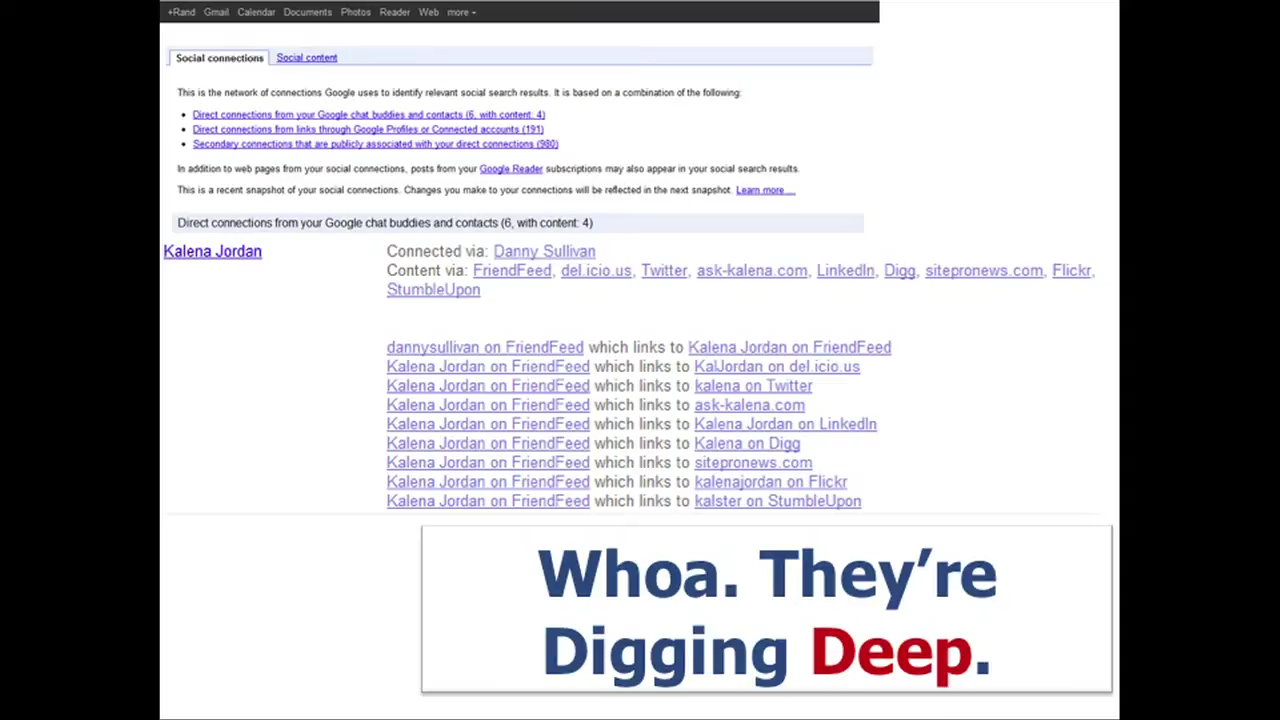 +Rand Gmail Calendar Documents Photos Reader Web more
Social connections Social content
This is the network of connections Google uses to identify relevant social search results. It is based on a combination of the following:
• Direct connections from your Google chat buddies and contacts (6, with content: 4)
• Direct connections from links through Google Profiles or Connected accounts (191)
• Secondary connections that are publicly associated with your direct connections (980)
In addition to web pages from your social connections, posts from your Google Reader subscriptions may also appear in your social search results.
This is a recent snapshot of your social connections. Changes you make to your connections will be reflected in the next snapshot. Learn more ...
Direct connections from your Google chat buddies and contacts (6, with content: 4)
Kalena Jordan Connected via: Danny Sullivan
Content via: FriendFeed, del.icio.us, Twitter, ask-kalena.com, LinkedIn, Digg, sitepronews.com, Flickr,
StumbleUpon
dannysullivan on FriendFeed which links to Kalena Jordan on FriendFeed
Kalena Jordan on FriendFeed which links to KalJordan on del.icio.us
Kalena Jordan on FriendFeed which links to kalena on Twitter
Kalena Jordan on FriendFeed which links to ask-kalena.com
Kalena Jordan on FriendFeed which links to Kalena Jordan on LinkedIn
Kalena Jordan on FriendFeed which links to Kalena on Digg
Kalena Jordan on FriendFeed which links to sitepronews.com
Kalena Jordan on FriendFeed which links to kalenajordan on Flickr
Kalena Jordan on FriendFeed which links to kalster on StumbleUpon
Whoa. They’re
Digging Deep.